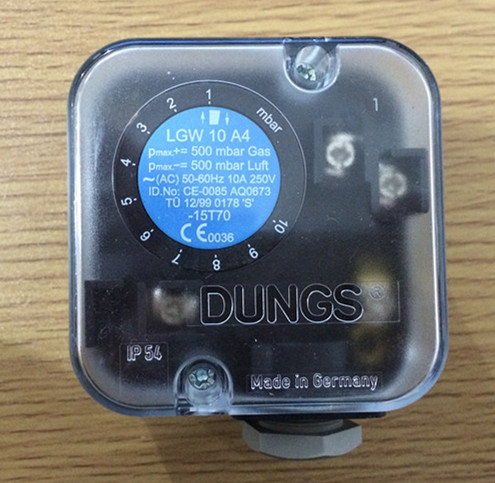 1
2
1
mbar
3
4
5
6
7
8
9
10
LGW 10 A4
pmax.+= 500 mbar Gas
pmax.-= 500 mbar Luft
~(AC) 50-60Hz 10A 250V
ID.No: CE-0085 AQ0673
TÜ 12/99 0178 'S'
-15T70
CE 0036
DUNGS®
IP 54
Made in Germany